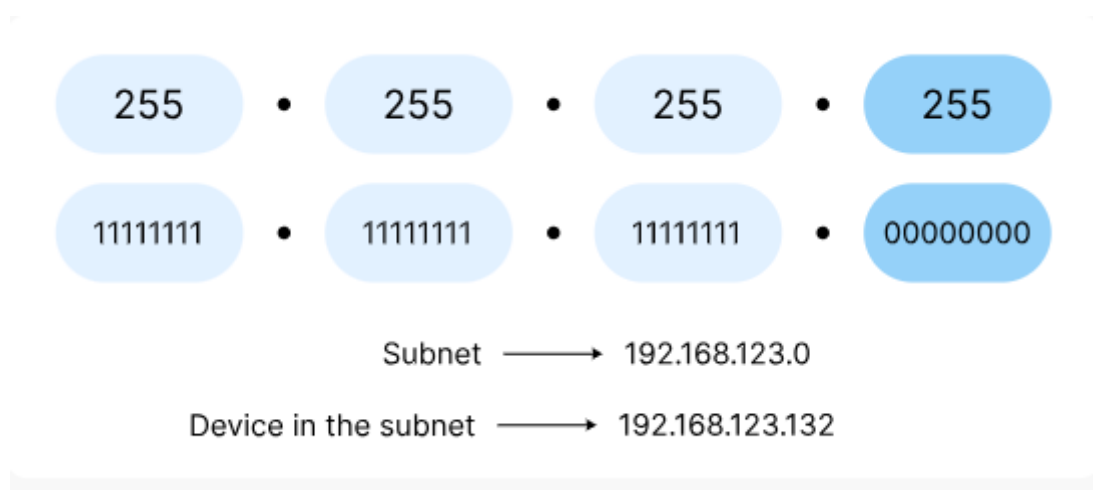 255 • 255 • 255 • 255
11111111 • 11111111 • 11111111 • 00000000
Subnet → 192.168.123.0
Device in the subnet → 192.168.123.132